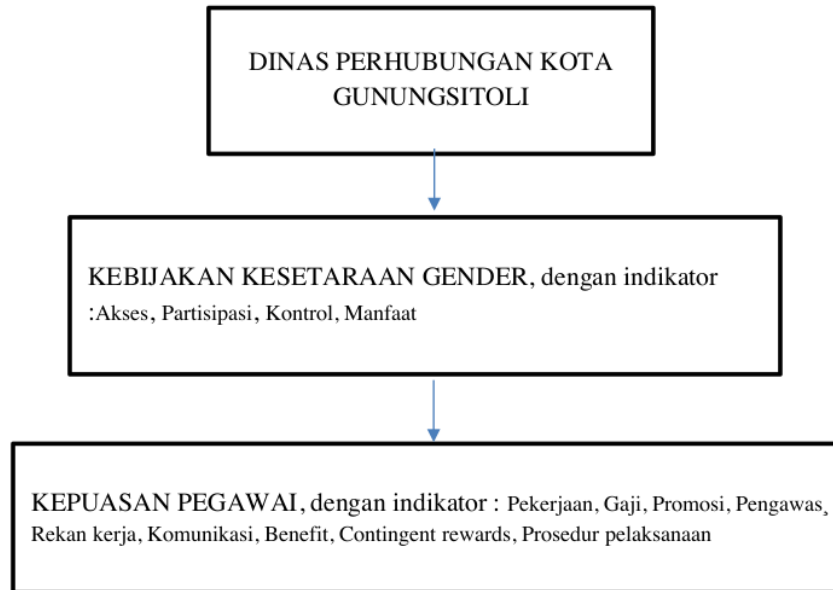 DINAS PERHUBUNGAN KOTA
GUNUNGSITOLI
KEBIJAKAN KESETARAAN GENDER, dengan indikator
:Akses, Partisipasi, Kontrol, Manfaat
KEPUASAN PEGAWAI, dengan indikator : Pekerjaan, Gaji, Promosi, Pengawas,
Rekan kerja, Komunikasi, Benefit, Contingent rewards, Prosedur pelaksanaan